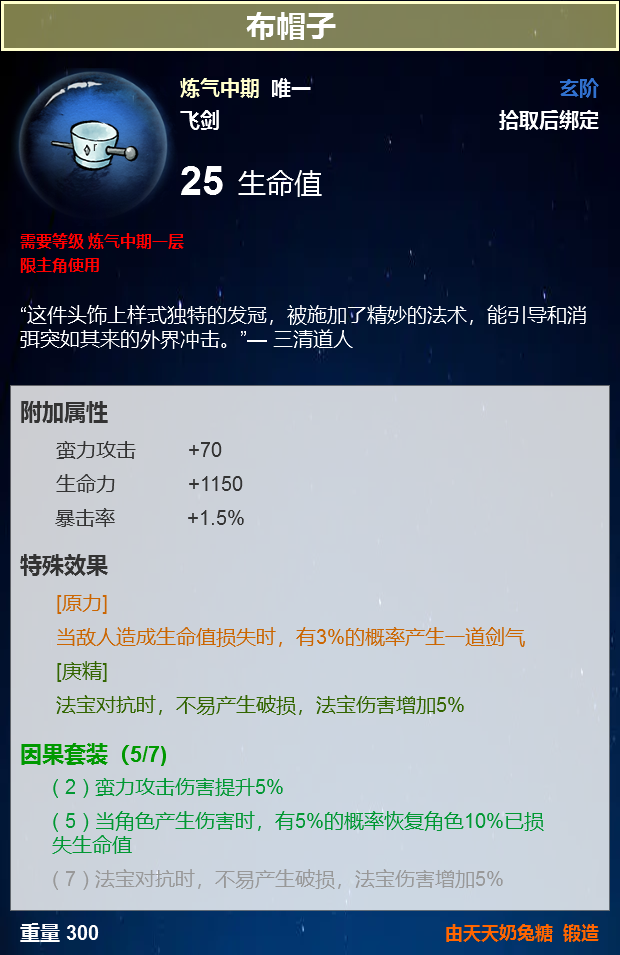 布帽子
炼气中期 唯一 玄阶
飞剑 拾取后绑定
25 生命值
需要等级 炼气中期一层
限主角使用
“这件头饰上样式独特的发冠，被施加了精妙的法术，能引导和消
弭突如其来的外界冲击。”— 三清道人
附加属性
蛮力攻击 +70
生命力 +1150
暴击率 +1.5%
特殊效果
[原力]
当敌人造成生命值损失时，有3%的概率产生一道剑气
[庚精]
法宝对抗时，不易产生破损，法宝伤害增加5%
因果套装（5/7)
（2）蛮力攻击伤害提升5%
（5）当角色产生伤害时，有5%的概率恢复角色10%已损
失生命值
（7）法宝对抗时，不易产生破损，法宝伤害增加5%
重量 300 由天天奶兔糖 锻造